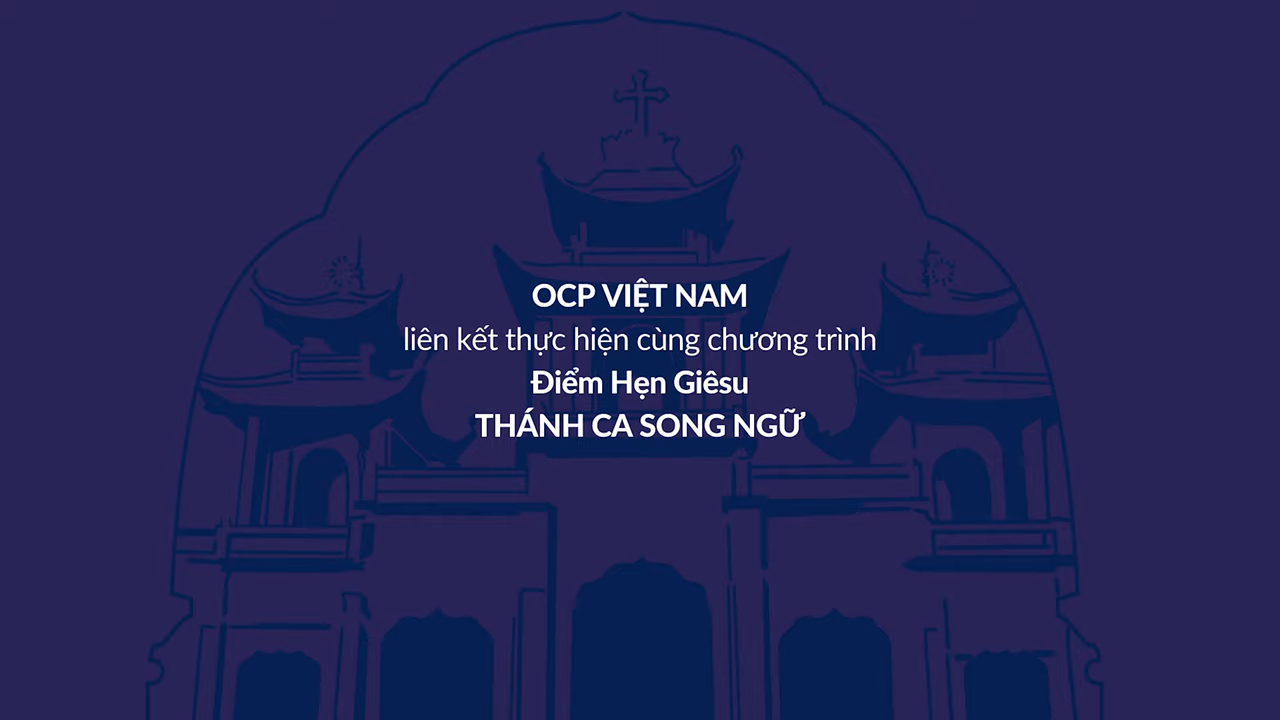 OCP VIỆT NAM
liên kết thực hiện cùng chương trình
Điểm Hẹn Giêsu
THÁNH CA SONG NGỮ